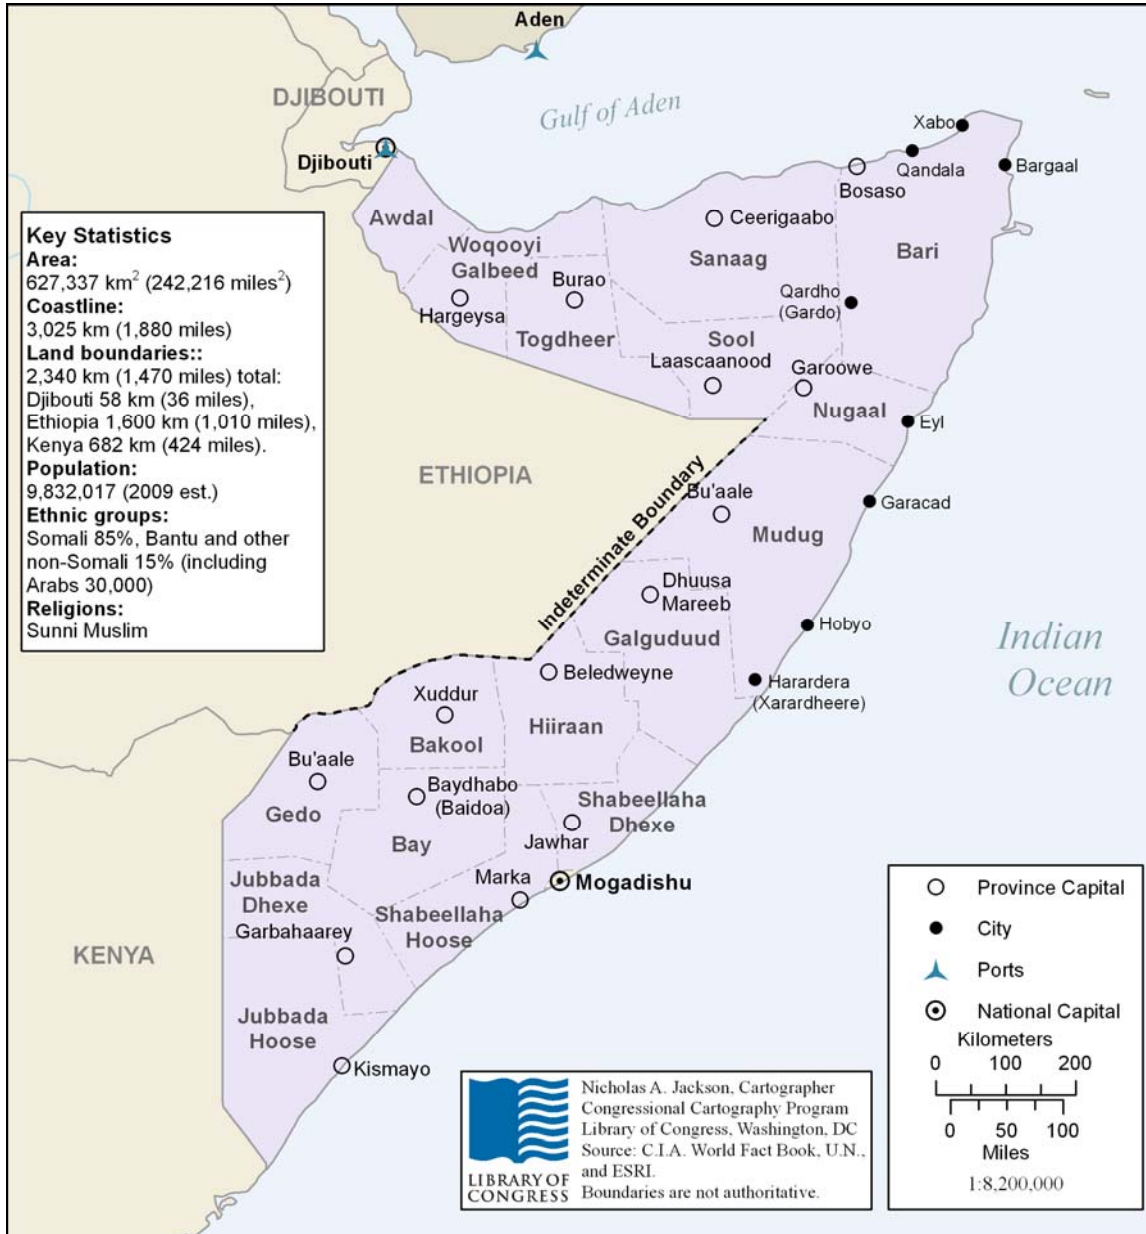 Aden
DJIBOUTI
Gulf of Aden
Djibouti
Xabo
Qandala
Bargaal
Bosaso
Awdal
Ceerigaabo
Woqooyi
Galbeed
Sanaag
Bari
Burao
Qardho
(Gardo)
Hargeysa
Togdheer
Sool
Laascaanood
Garoowe
Nugaal
Eyl
Key Statistics
Area:
627,337 km² (242,216 miles²)
Coastline:
3,025 km (1,880 miles)
Land boundaries::
2,340 km (1,470 miles) total:
Djibouti 58 km (36 miles),
Ethiopia 1,600 km (1,010 miles),
Kenya 682 km (424 miles).
Population:
9,832,017 (2009 est.)
Ethnic groups:
Somali 85%, Bantu and other
non-Somali 15% (including
Arabs 30,000)
Religions:
Sunni Muslim
ETHIOPIA
Indeterminate Boundary
Bu'aale
Garacad
Mudug
Dhuusa
Mareeb
Galguduud
Hobyo
Indian
Ocean
Beledweyne
Harardera
(Xarardheere)
Xuddur
Hiiraan
Bakool
Bu'aale
Baydhabo
(Baidoa)
Gedo
Shabeellaha
Dhexe
Bay
Jawhar
Jubbada
Dhexe
Marka
Mogadishu
Shabeellaha
Hoose
Garbahaarey
KENYA
Jubbada
Hoose
Kismayo
Province Capital
City
Ports
National Capital
Kilometers
0 100 200
0 50 100
Miles
1:8,200,000
LIBRARY OF
CONGRESS
Nicholas A. Jackson, Cartographer
Congressional Cartography Program
Library of Congress, Washington, DC
Source: C.I.A. World Fact Book, U.N.,
and ESRI.
Boundaries are not authoritative.